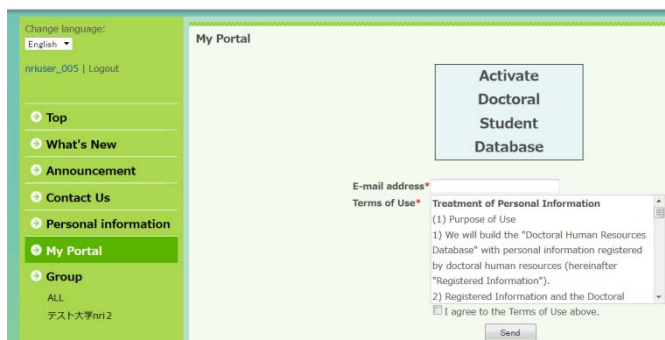 Change language:
English
nriuser_005 | Logout
Top
What's New
Announcement
Contact Us
Personal information
My Portal
Group
ALL
テスト大学nri2
My Portal
Activate
Doctoral
Student
Database
E-mail address*
Terms of Use*
Treatment of Personal Information
(1) Purpose of Use
1) We will build the "Doctoral Human Resources
Database" with personal information registered
by doctoral human resources (hereinafter
"Registered Information").
2) Registered Information and the Doctoral
I agree to the Terms of Use above.
Send